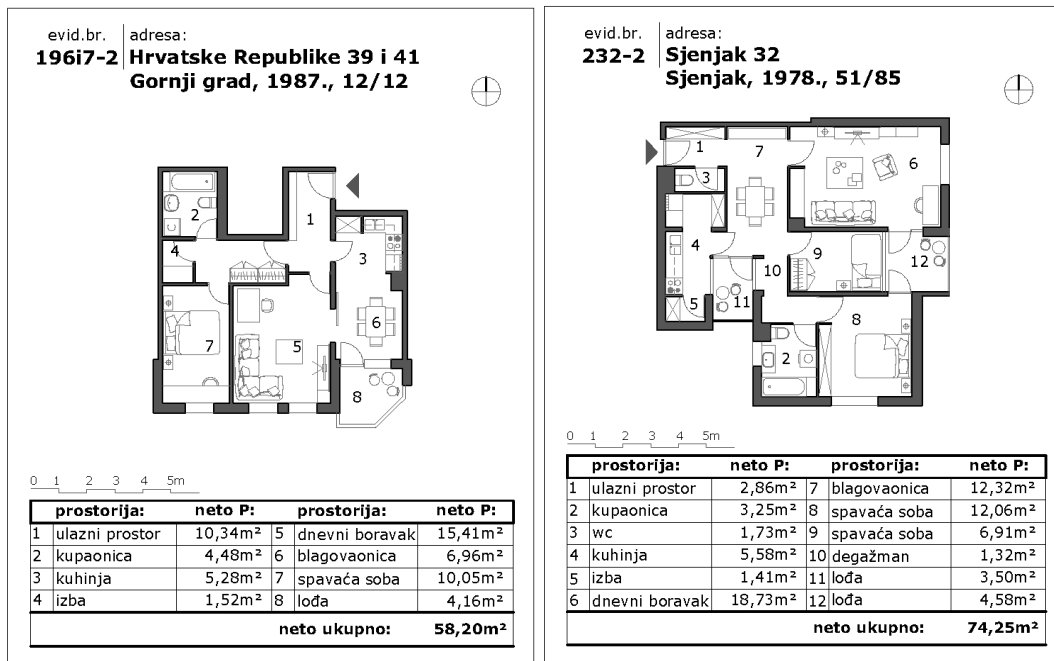 evid.br. adresa:
196i7-2 Hrvatske Republike 39 i 41
Gornji grad, 1987., 12/12
1
2
3
4
5
6
7
8
0 1 2 3 4 5m
prostorija: neto P: prostorija: neto P:
1 ulazni prostor 10,34m² 5 dnevni boravak 15,41m²
2 kupaonica 4,48m² 6 blagovaonica 6,96m²
3 kuhinja 5,28m² 7 spavaća soba 10,05m²
4 izba 1,52m² 8 lođa 4,16m²
neto ukupno: 58,20m²
evid.br. adresa:
232-2 Sjenjak 32
Sjenjak, 1978., 51/85
1
7
6
3
4
9
12
10
5
11
8
2
0 1 2 3 4 5m
prostorija: neto P: prostorija: neto P:
1 ulazni prostor 2,86m² 7 blagovaonica 12,32m²
2 kupaonica 3,25m² 8 spavaća soba 12,06m²
3 wc 1,73m² 9 spavaća soba 6,91m²
4 kuhinja 5,58m² 10 degažman 1,32m²
5 izba 1,41m² 11 lođa 3,50m²
6 dnevni boravak 18,73m² 12 lođa 4,58m²
neto ukupno: 74,25m²